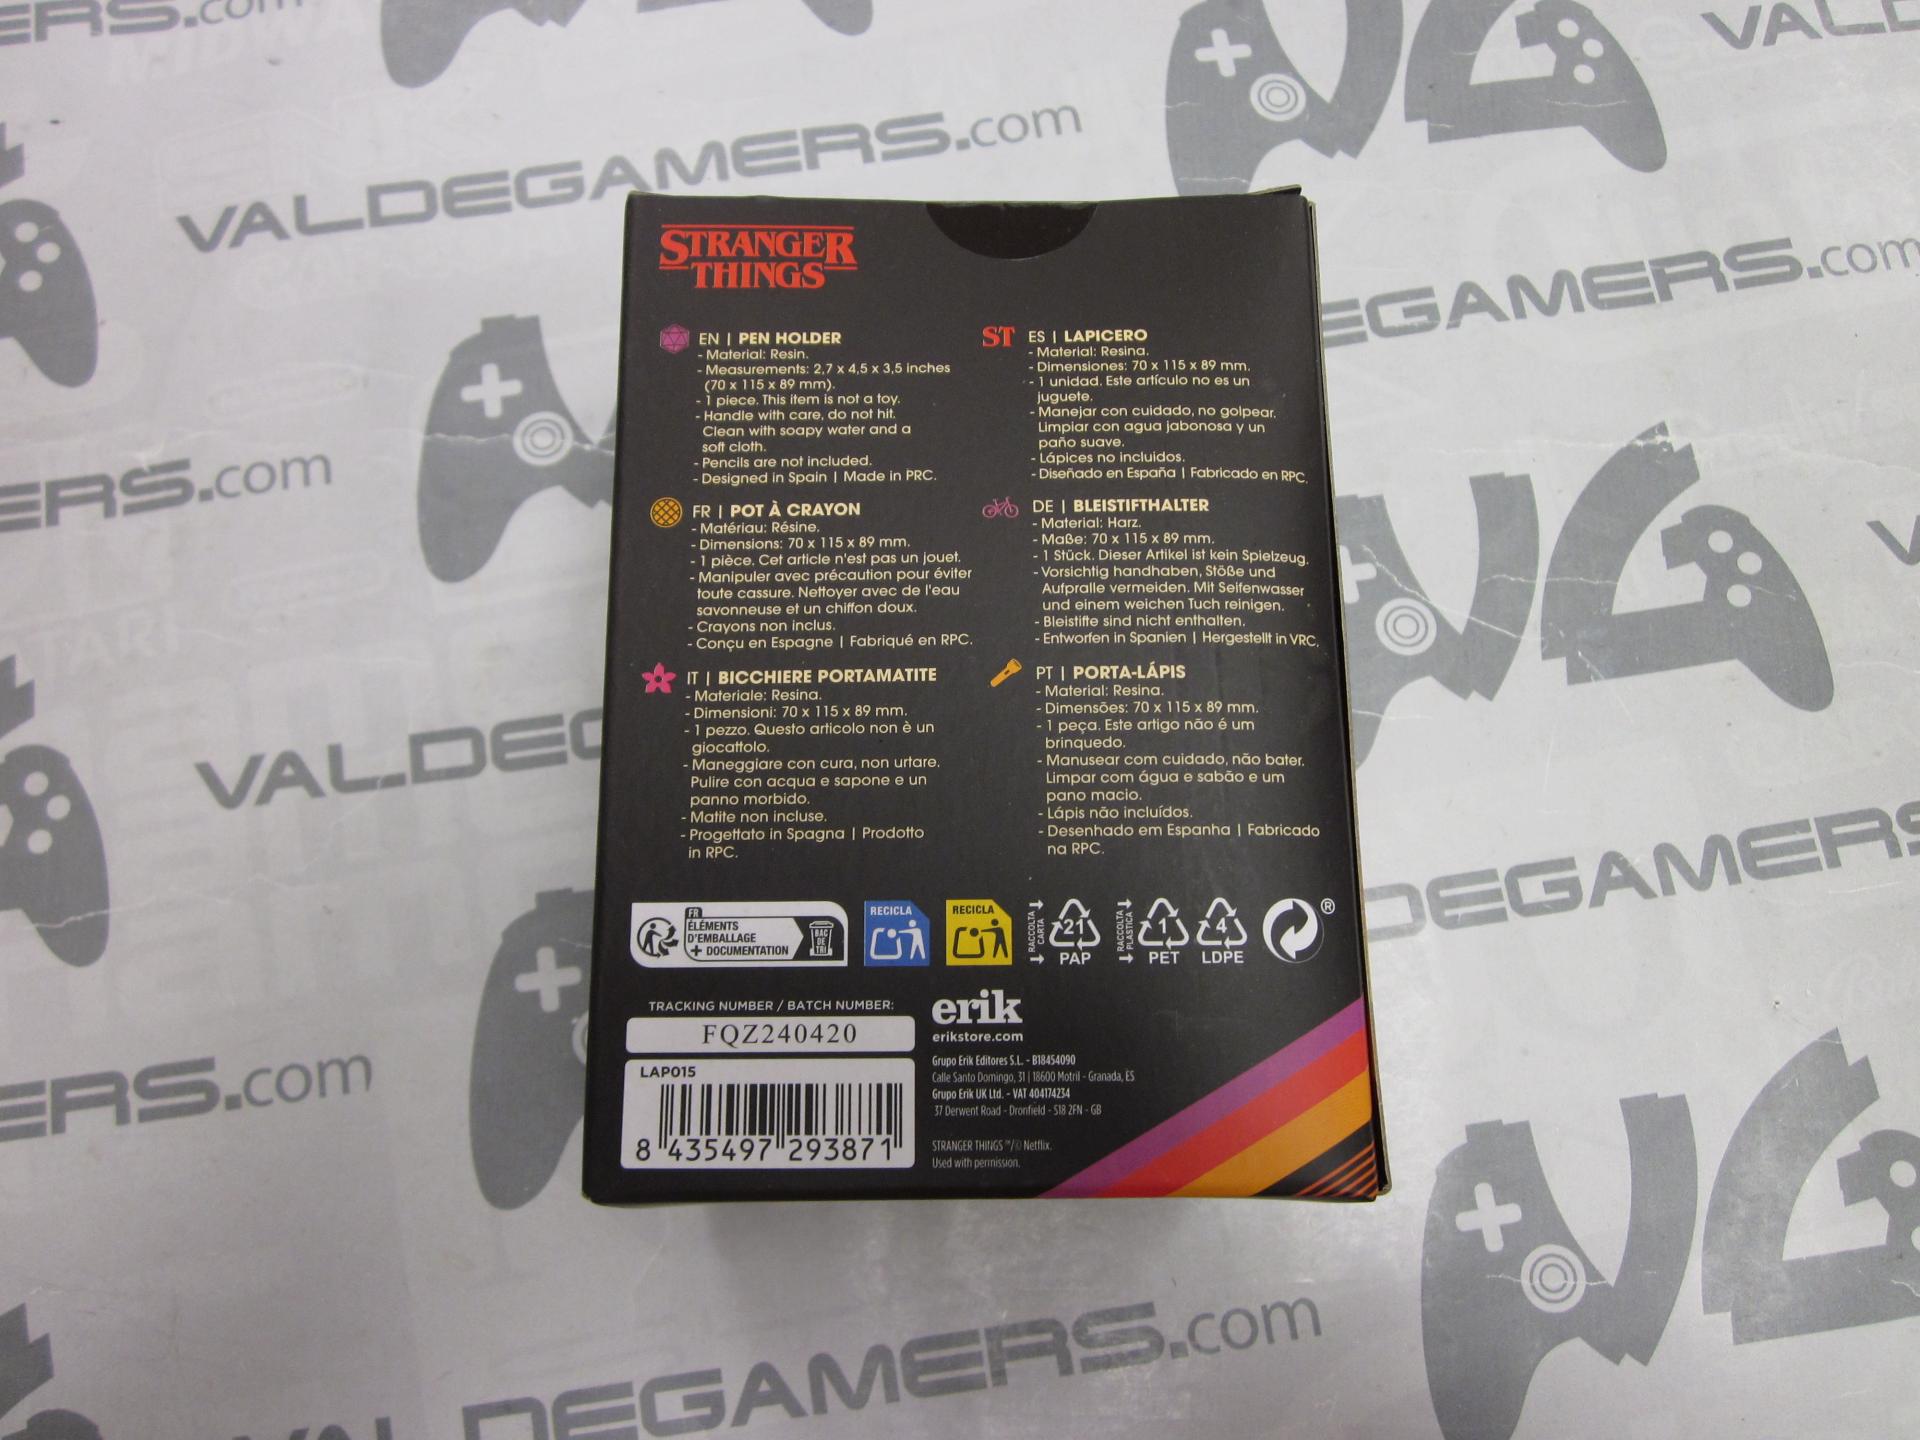 VALDEGAMERS.com
STRANGER
THINGS
EN | PEN HOLDER
- Material: Resin.
- Measurements: 2,7 x 4,5 x 3,5 inches
(70 x 115 x 89 mm).
- 1 piece. This item is not a toy.
- Handle with care, do not hit.
Clean with soapy water and a
soft cloth.
- Pencils are not included.
- Designed in Spain | Made in PRC.
ST ES | LAPICERO
- Material: Resina.
- Dimensiones: 70 x 115 x 89 mm.
- 1 unidad. Este artículo no es un
juguete.
- Manejar con cuidado, no golpear.
Limpiar con agua jabonosa y un
paño suave.
- Lápices no incluidos.
- Diseñado en España | Fabricado en RPC.
FR | POT À CRAYON
- Matériau: Résine.
- Dimensions: 70 x 115 x 89 mm.
- 1 pièce. Cet article n'est pas un jouet.
- Manipuler avec précaution pour éviter
toute cassure. Nettoyer avec de l'eau
savonneuse et un chiffon doux.
- Crayons non inclus.
- Conçu en Espagne | Fabriqué en RPC.
DE | BLEISTIFTHALTER
- Material: Harz.
- Maße: 70 x 115 x 89 mm.
- 1 Stück. Dieser Artikel ist kein Spielzeug.
- Vorsichtig handhaben, Stöße und
Aufpralle vermeiden. Mit Seifenwasser
und einem weichen Tuch reinigen.
- Bleistifte sind nicht enthalten.
- Entworfen in Spanien | Hergestellt in VRC.
IT | BICCHIERE PORTAMATITE
- Materiale: Resina.
- Dimensioni: 70 x 115 x 89 mm.
- 1 pezzo. Questo articolo non è un
giocattolo.
- Maneggiare con cura, non urtare.
Pulire con acqua e sapone e un
panno morbido.
- Matite non incluse.
- Progettato in Spagna | Prodotto
in RPC.
PT | PORTA-LÁPIS
- Material: Resina.
- Dimensões: 70 x 115 x 89 mm.
- 1 peça. Este artigo não é um
brinquedo.
- Manusear com cuidado, não bater.
Limpar com água e sabão e um
pano macio.
- Lápis não incluídos.
- Desenhado em Espanha | Fabricado
na RPC.
FR
ÉLÉMENTS
D'EMBALLAGE
+ DOCUMENTATION
BAC
DE
TRI
RECICLA
RECICLA
RACCOLTA
CARTA
21
PAP
RACCOLTA
PLASTICA
1
PET
4
LDPE
®
TRACKING NUMBER / BATCH NUMBER:
FQZ240420
LAP015
8 435497 293871
erik
erikstore.com
Grupo Erik Editores S.L. - B18454090
Calle Santo Domingo, 31 | 18600 Motril - Granada, ES
Grupo Erik UK Ltd. - VAT 404174234
37 Derwent Road - Dronfield - S18 2FN - GB
STRANGER THINGS ™/© Netflix.
Used with permission.
VALDEGAMERS.com